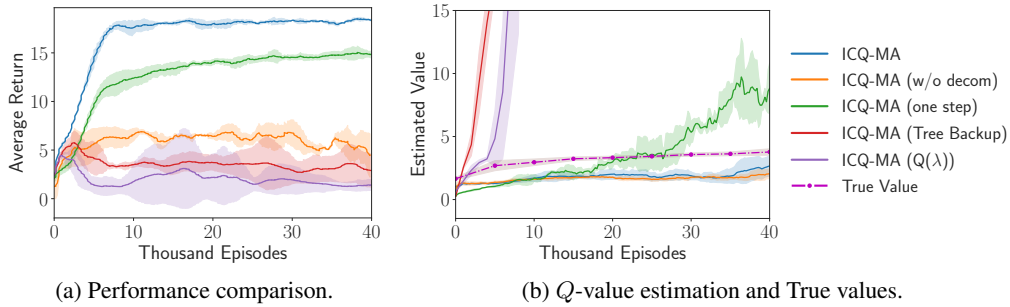 Average Return
15
10
5
0
0 10 20 30 40
Thousand Episodes
(a) Performance comparison.
Estimated Value
15
10
5
0
0 10 20 30 40
Thousand Episodes
(b) Q-value estimation and True values.
ICQ-MA
ICQ-MA (w/o decom)
ICQ-MA (one step)
ICQ-MA (Tree Backup)
ICQ-MA (Q(λ))
True Value